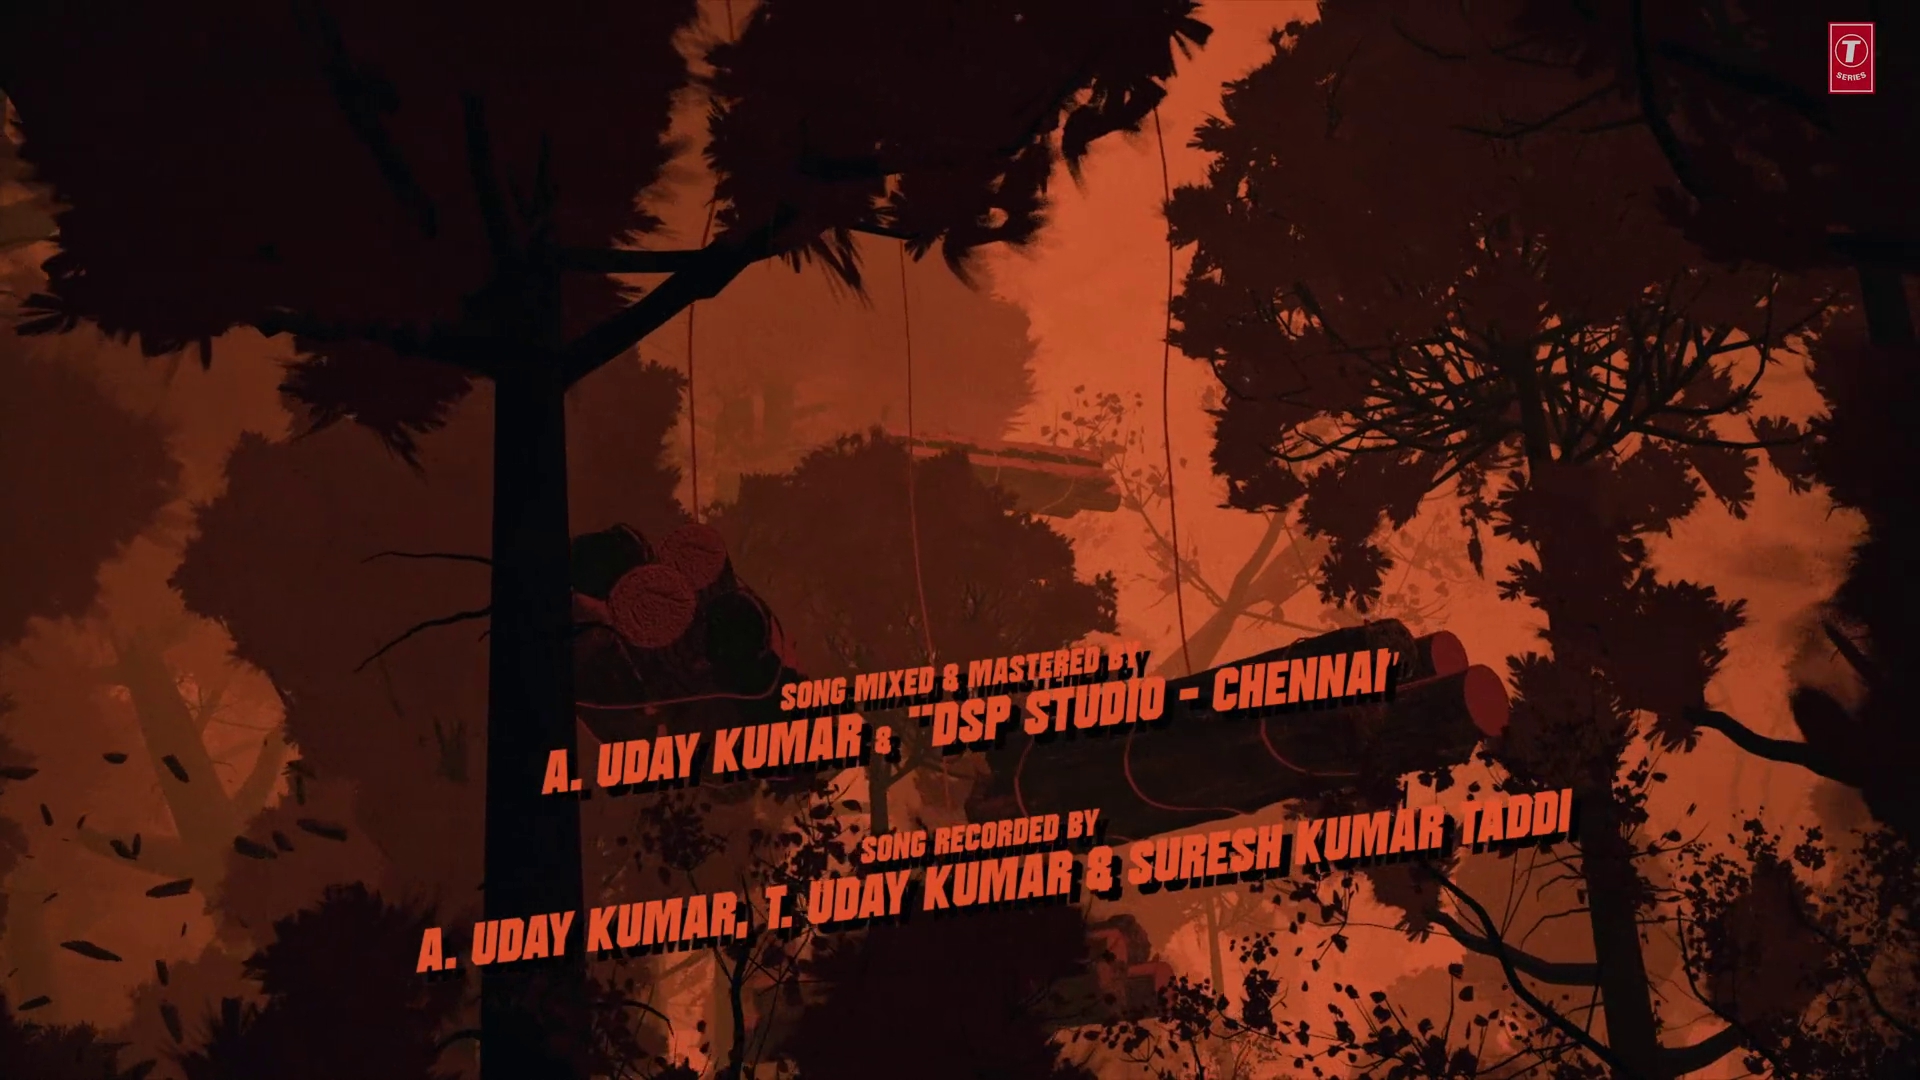 T
SERIES
SONG MIXED & MASTERED BY
A. UDAY KUMAR & "DSP STUDIO - CHENNAI"
SONG RECORDED BY
A. UDAY KUMAR, T. UDAY KUMAR & SURESH KUMAR TADDI